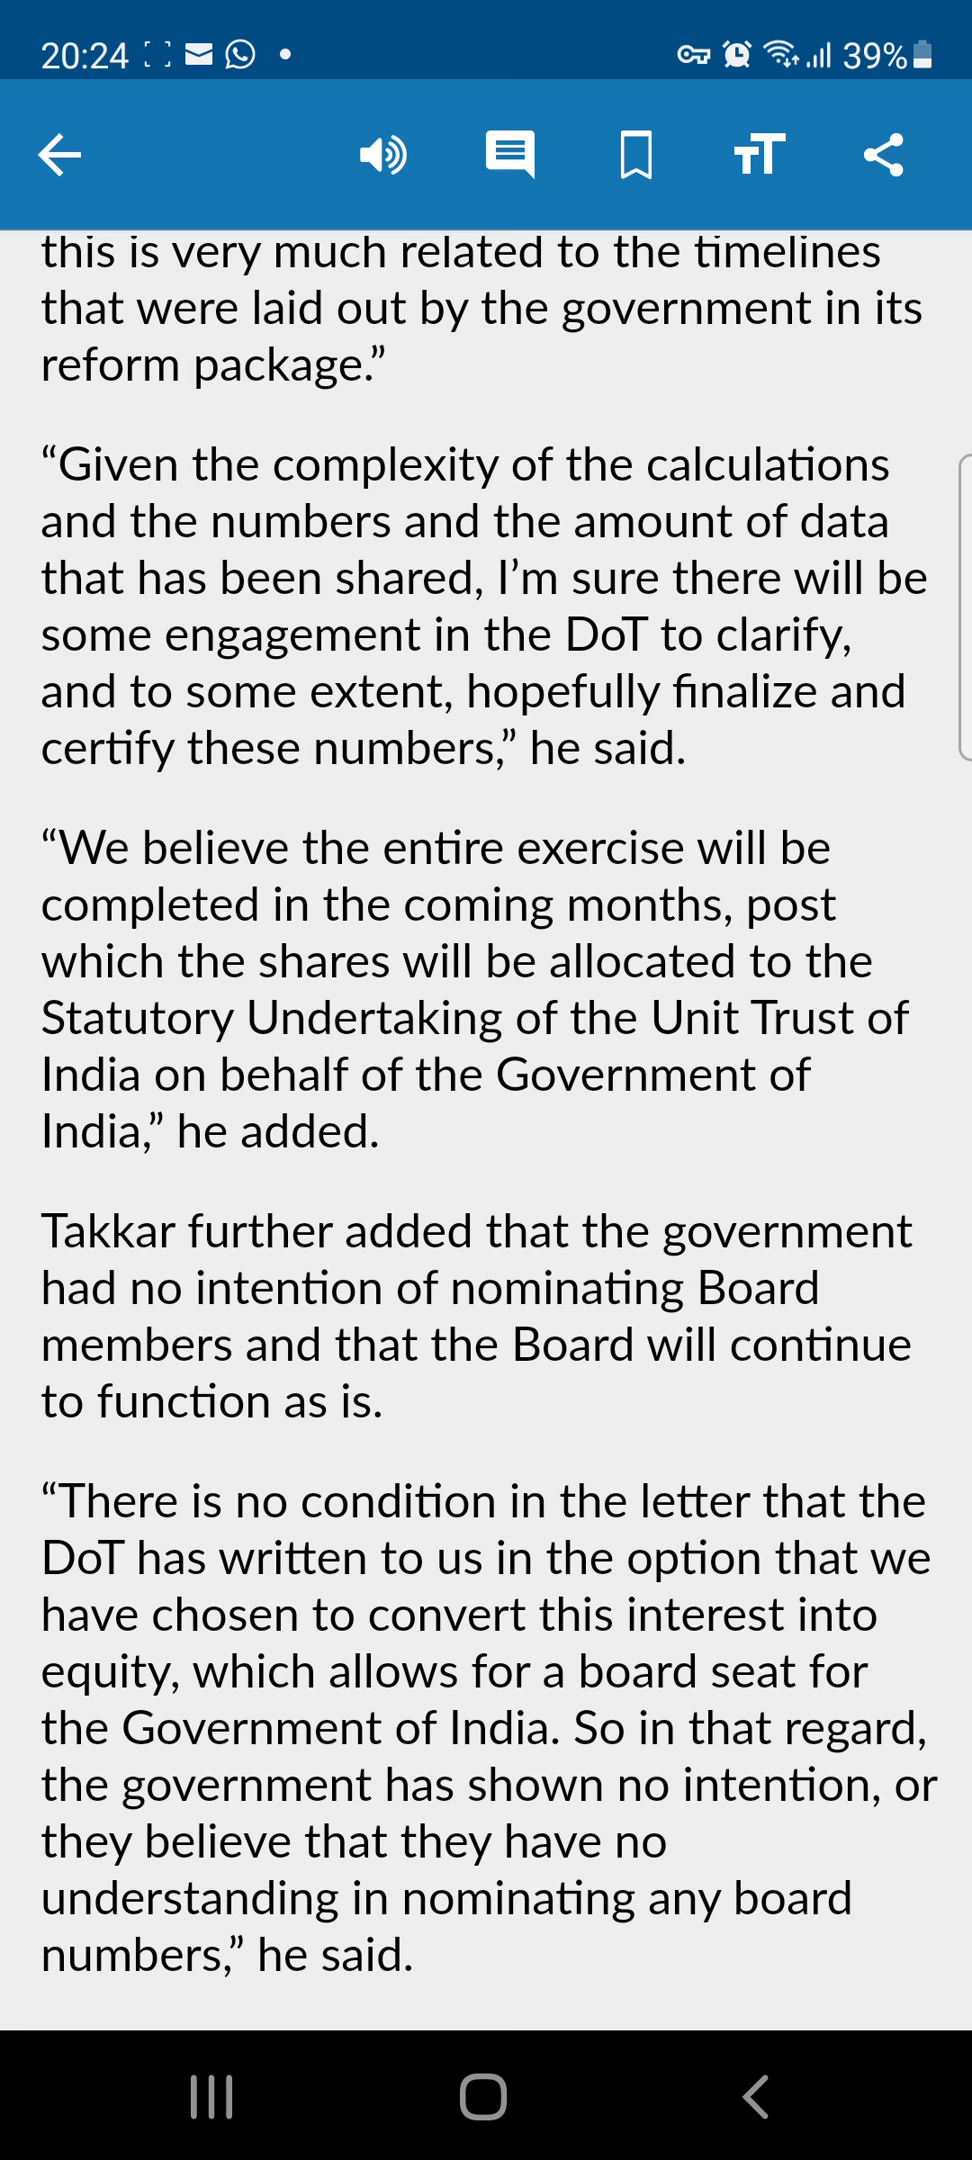 20:24
39%
this is very much related to the timelines
that were laid out by the government in its
reform package.”
“Given the complexity of the calculations
and the numbers and the amount of data
that has been shared, I’m sure there will be
some engagement in the DoT to clarify,
and to some extent, hopefully finalize and
certify these numbers,” he said.
“We believe the entire exercise will be
completed in the coming months, post
which the shares will be allocated to the
Statutory Undertaking of the Unit Trust of
India on behalf of the Government of
India,” he added.
Takkar further added that the government
had no intention of nominating Board
members and that the Board will continue
to function as is.
“There is no condition in the letter that the
DoT has written to us in the option that we
have chosen to convert this interest into
equity, which allows for a board seat for
the Government of India. So in that regard,
the government has shown no intention, or
they believe that they have no
understanding in nominating any board
numbers,” he said.